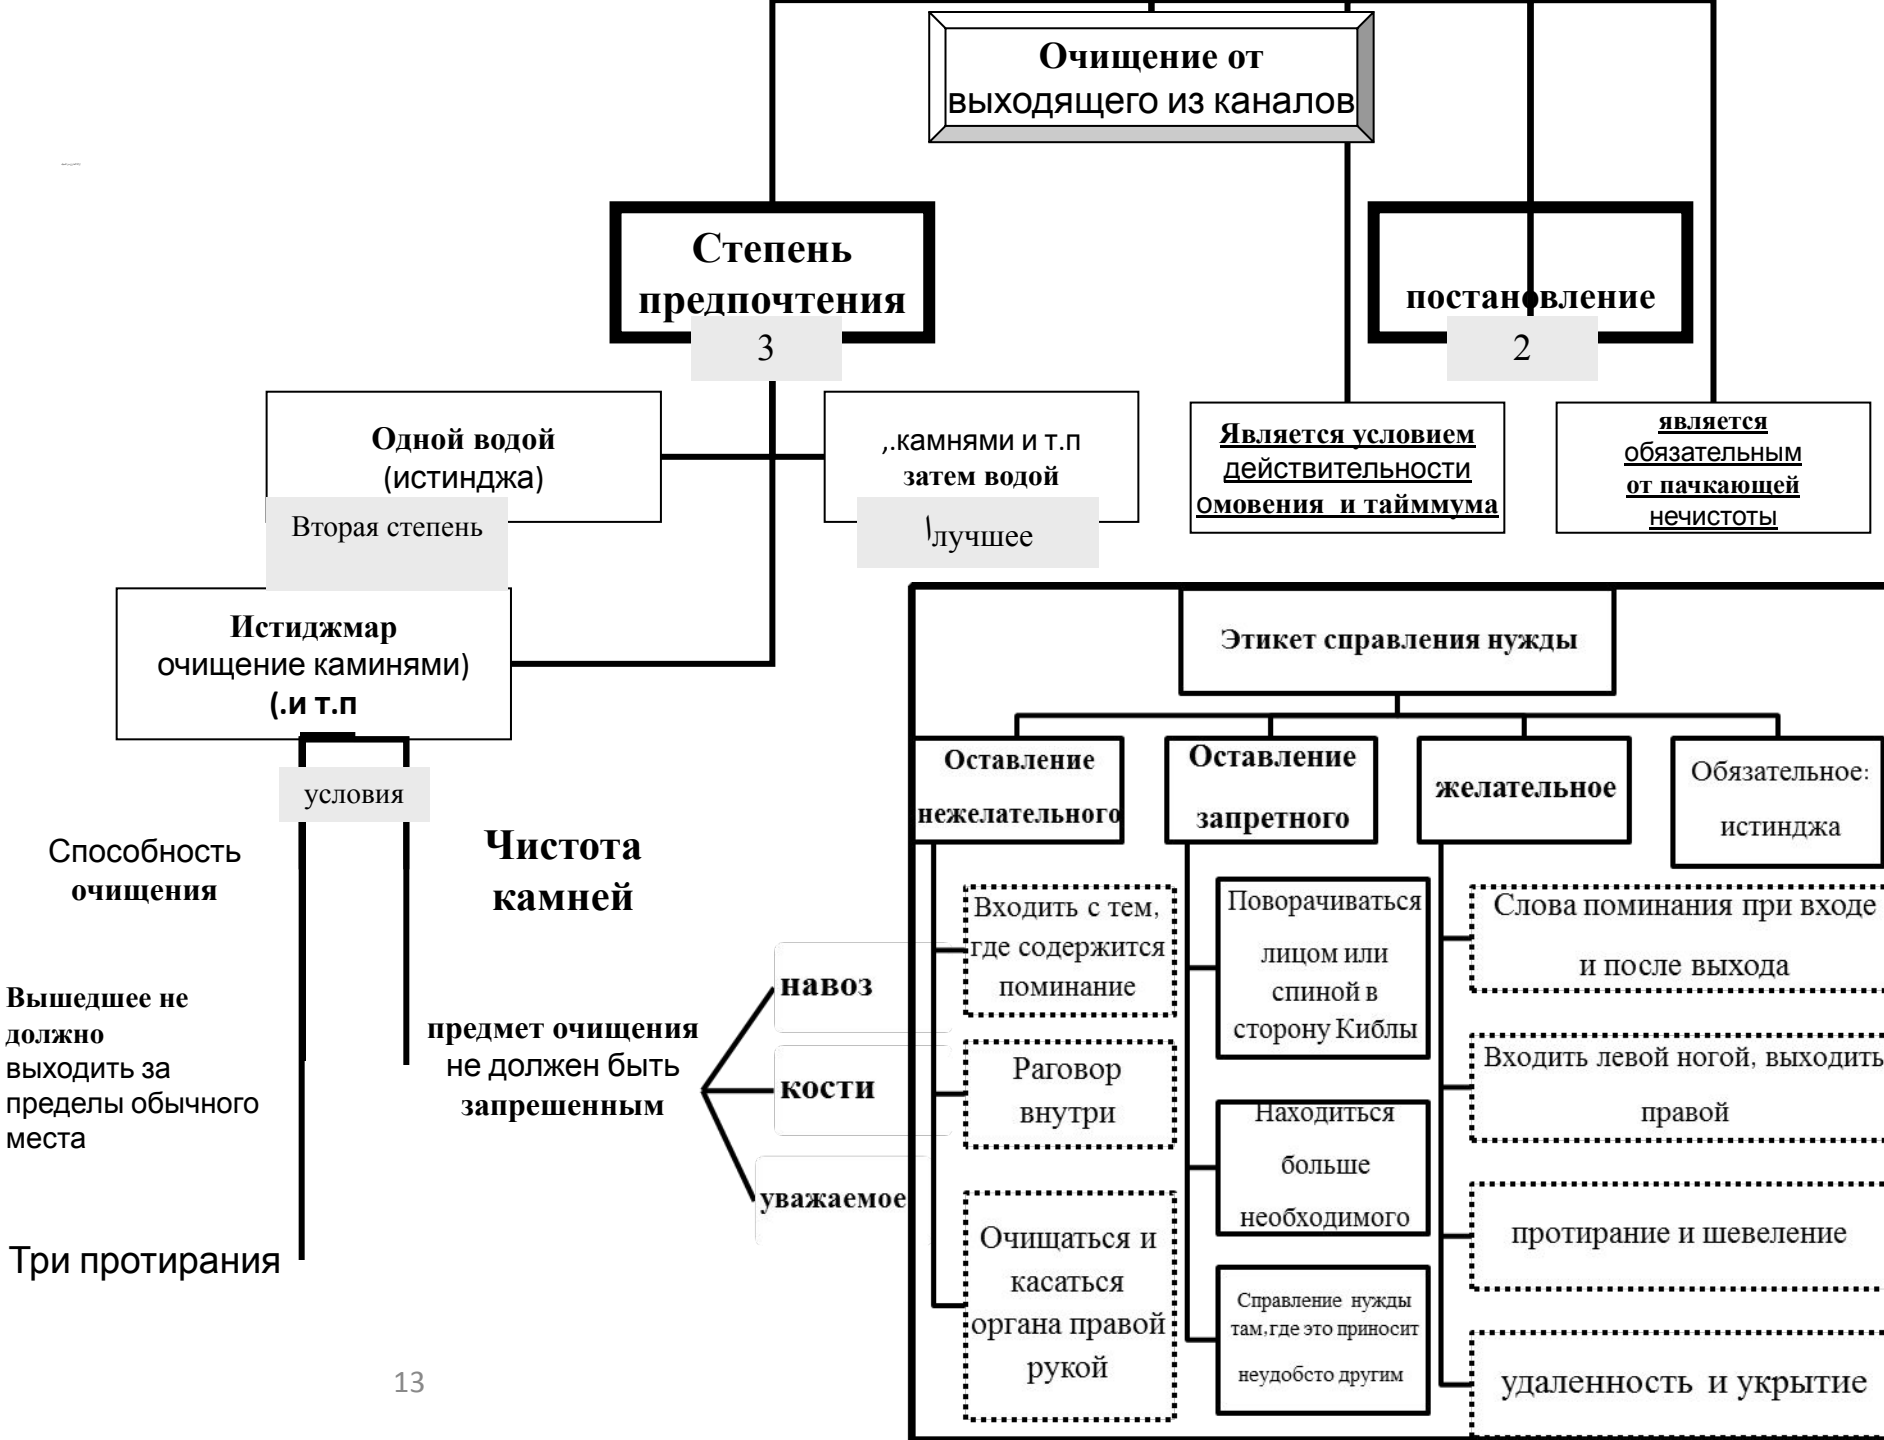 Очищение от
выходящего из каналов
Степень
предпочтения
3
постановление
2
Одной водой
(истинджа)
Вторая степень
,.камнями и т.п
затем водой
лучшее
Является условием
действительности
омовения и тайммума
является
обязательным
от пачкающей
нечистоты
Истиджмар
очищение каминями)
(.и т.п
условия
Способность
очищения
Вышедшее не
должно
выходить за
пределы обычного
места
Три протирания
Чистота
камней
предмет очищения
не должен быть
запрешенным
навоз
кости
уважаемое
Этикет справления нужды
Оставление
нежелательного
Входить с тем,
где содержится
поминание
Раговор
внутри
Очищаться и
касаться
органа правой
рукой
Оставление
запретного
Поворачиваться
лицом или
спиной в
сторону Киблы
Находиться
больше
необходимого
Справление нужды
там,где это приносит
неудобсто другим
желательное
Слова поминания при входе
и после выхода
Входить левой ногой, выходить
правой
протирание и шевеление
удаленность и укрытие
Обязательное:
истинджа
13